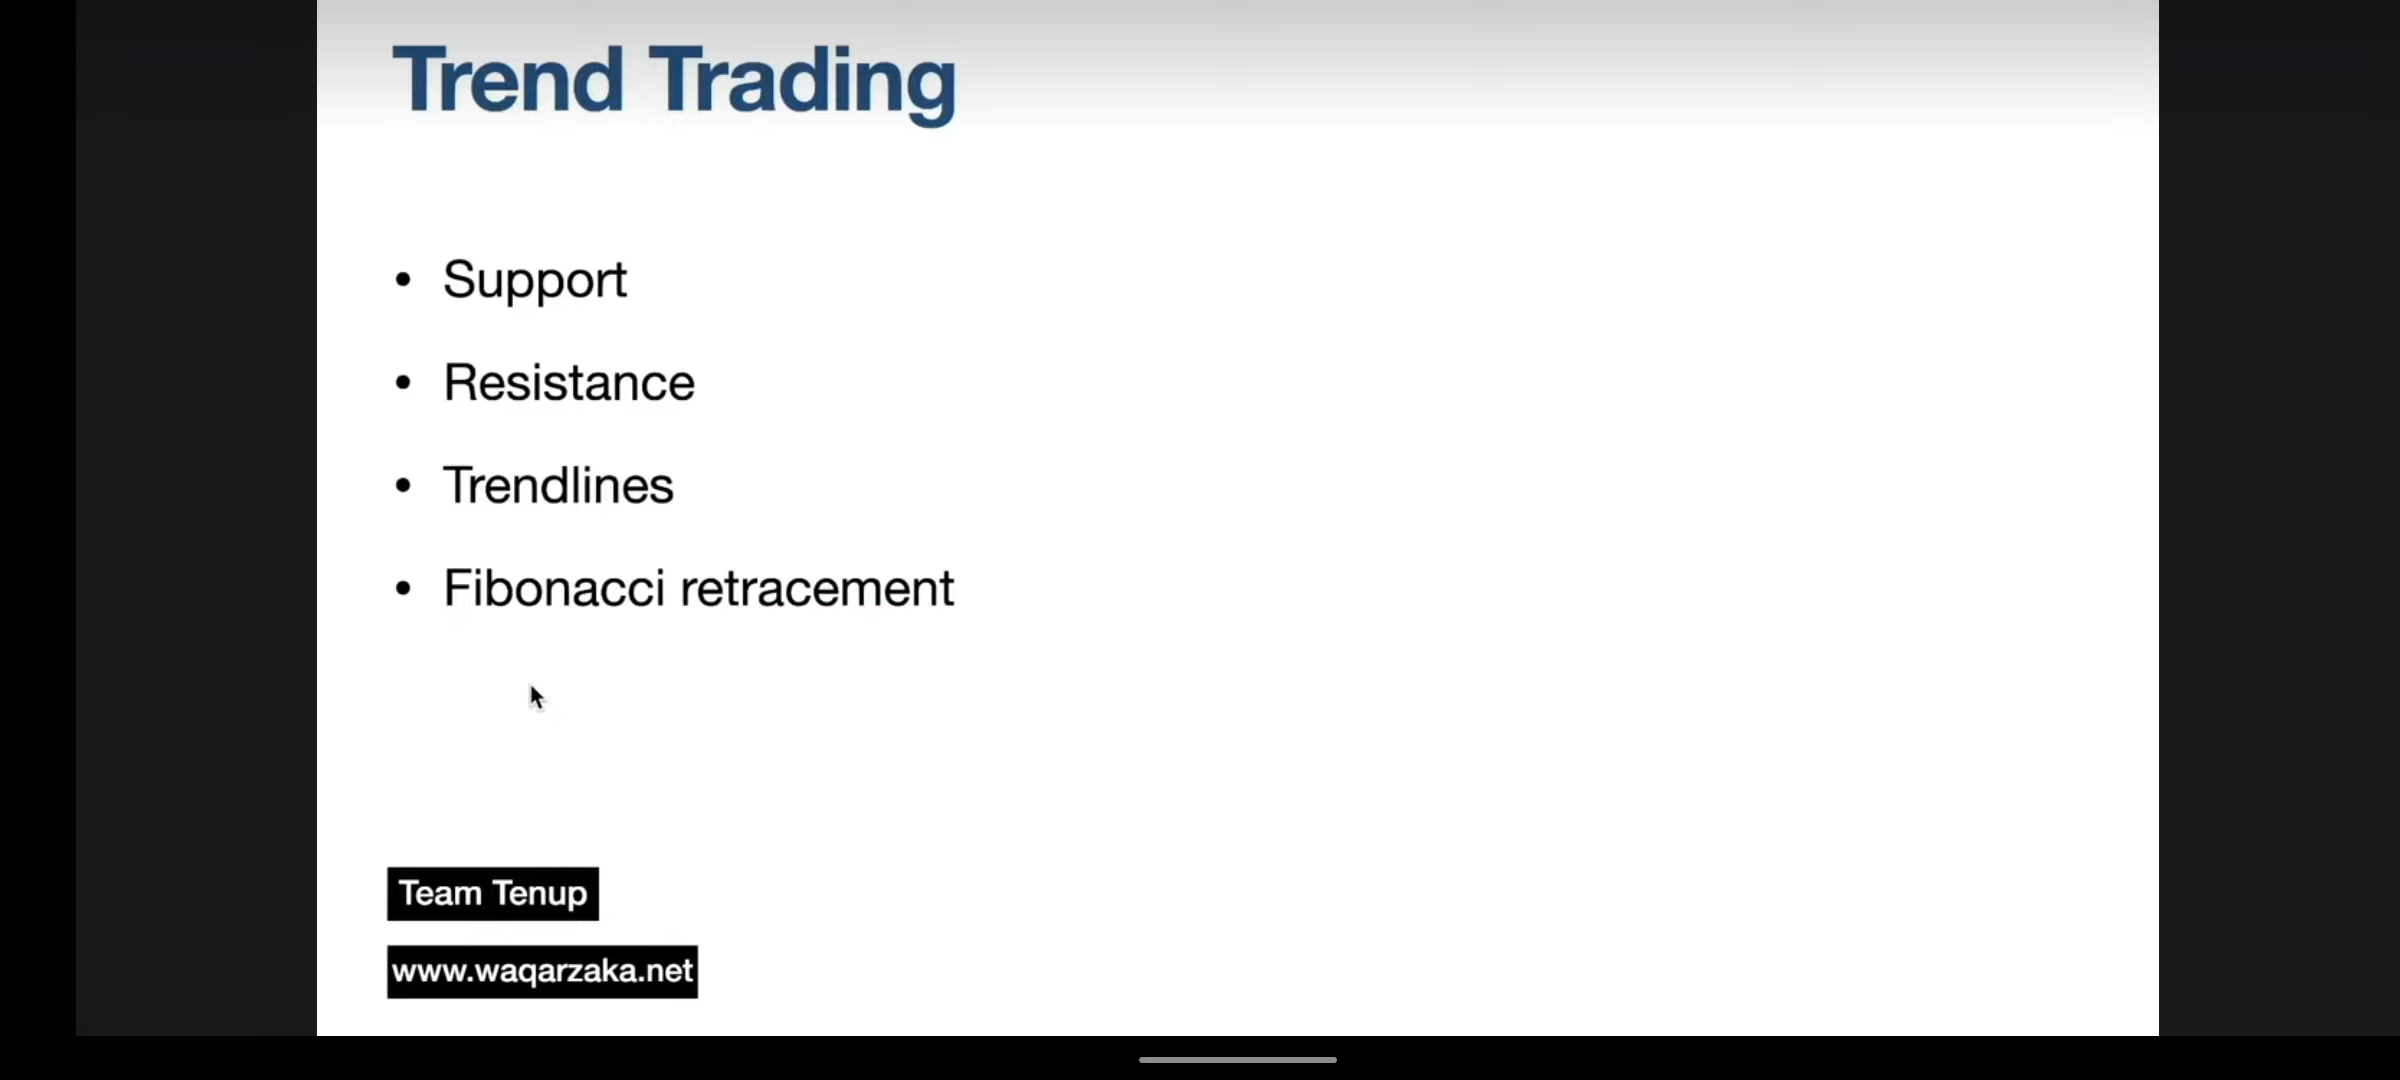 Trend Trading
• Support
• Resistance
• Trendlines
• Fibonacci retracement
Team Tenup
www.waqarzaka.net